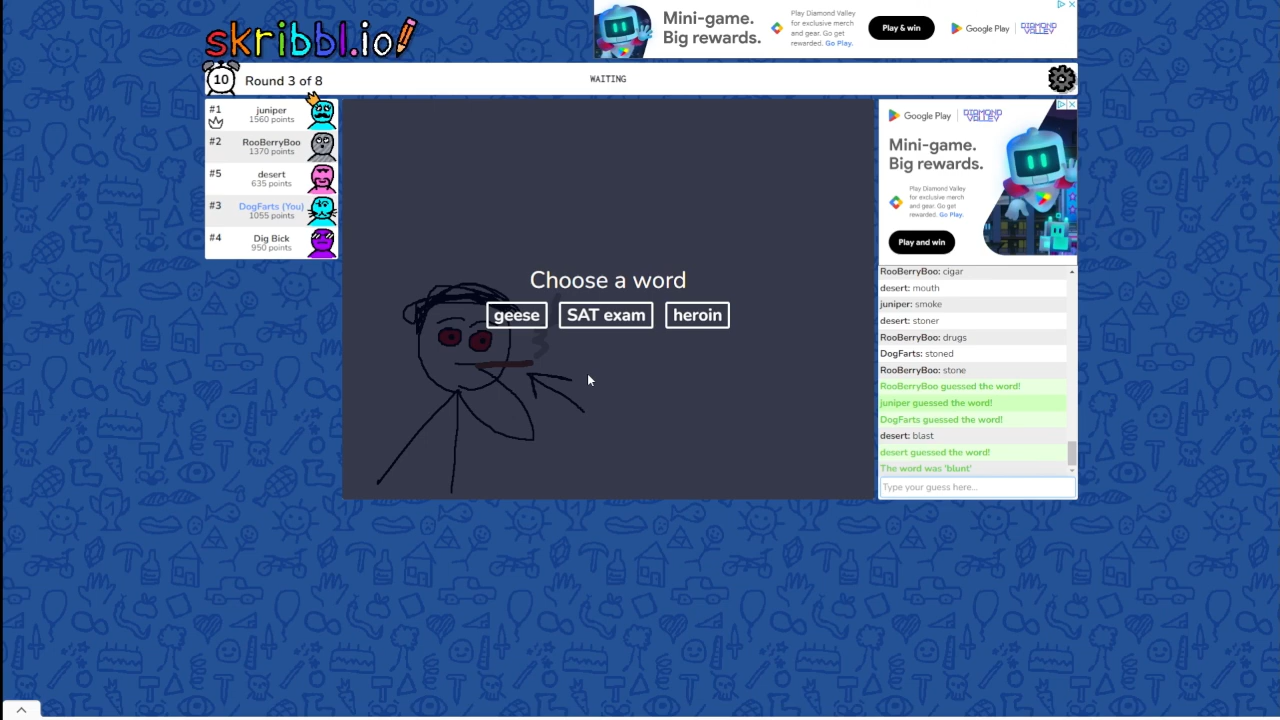 skribbl.io
Mini-game.
Big rewards.
Play Diamond Valley
for exclusive merch
and gear. Go get
rewarded. Go Play.
Play & win
Google Play
DIAMOND
VALLEY
10
Round 3 of 8
WAITING
#1
juniper
1560 points
#2
RooBerryBoo
1370 points
#5
desert
635 points
#3
DogFarts (You)
1055 points
#4
Dig Bick
950 points
Choose a word
geese
SAT exam
heroin
Google Play
DIAMOND
VALLEY
Mini-game.
Big rewards.
Play Diamond Valley
for exclusive merch
and gear. Go get
rewarded. Go Play.
Play and win
RooBerryBoo: cigar
desert: mouth
juniper: smoke
desert: stoner
RooBerryBoo: drugs
DogFarts: stoned
RooBerryBoo: stone
RooBerryBoo guessed the word!
juniper guessed the word!
DogFarts guessed the word!
desert: blast
desert guessed the word!
The word was 'blunt'
Type your guess here...